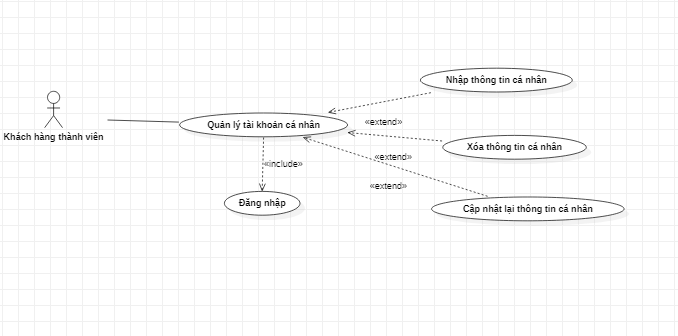 Nhập thông tin cá nhân
«extend»
Khách hàng thành viên
Quản lý tài khoản cá nhân
Xóa thông tin cá nhân
«extend»
«include»
«extend»
Đăng nhập
Cập nhật lại thông tin cá nhân